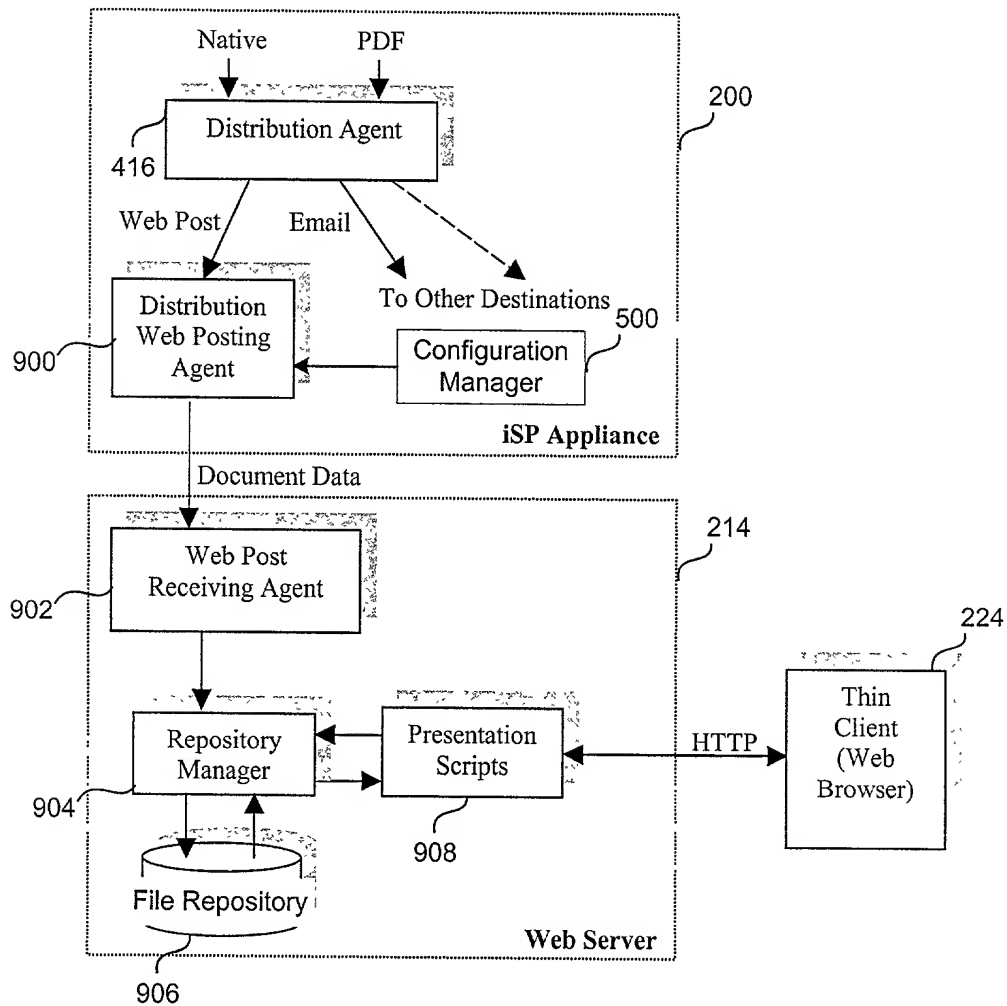 Native
PDF
200
Distribution Agent
416
Web Post
Email
To Other Destinations
Distribution
Web Posting
Agent
900
500
Configuration
Manager
iSP Appliance
Document Data
214
Web Post
Receiving Agent
902
224
Thin
Client
(Web
Browser)
Repository
Manager
Presentation
Scripts
HTTP
904
908
File Repository
Web Server
906